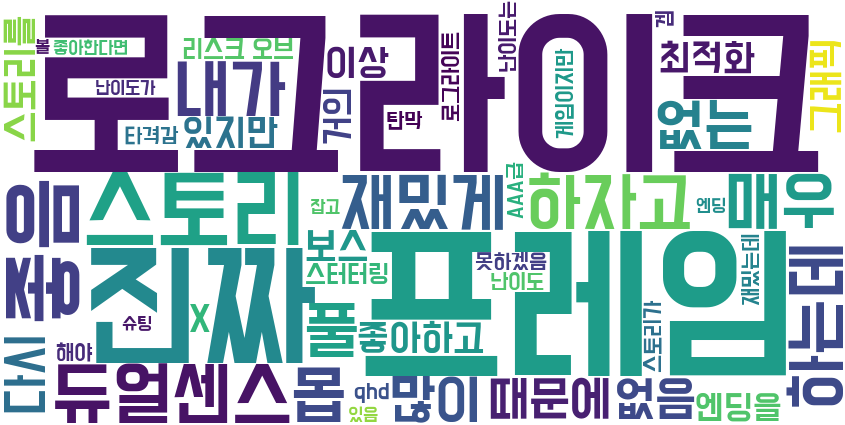 로그라이크
스토리를
볼
좋아한다면
리스크 오브
이상
로그라이트
난이도는
컴
최적화
그래픽
난이도가
내가
거의
탄막
게임이지만
없는
타격감
있지만
AAA급
좋음
스토리
잡고
재밌게
하자고
엔딩
매우
진짜
프레임
보스
스터터링
못하겠음
난이도
재밌는데
하는데
슈팅
X
풀
좋아하고
스토리가
다시
해야
듀얼센스
몹
qhd
있음
많이
때문에
없음
엔딩을